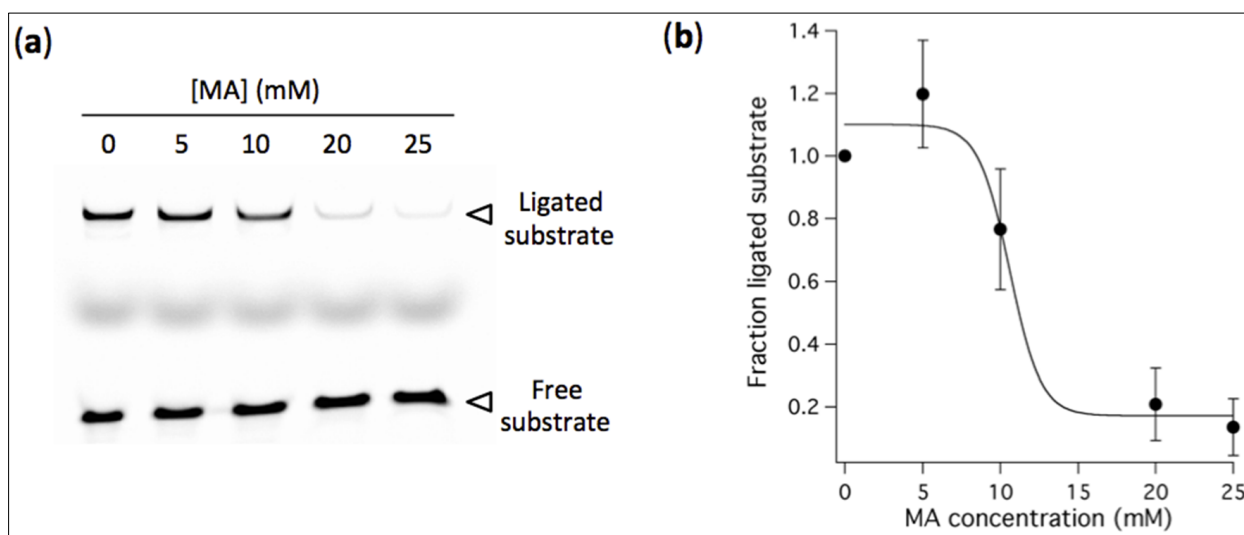 (a)
[MA] (mM)
0 5 10 20 25
Ligated
substrate
Free
substrate
(b)
1.4
1.2
1.0
0.8
0.6
0.4
0.2
Fraction ligated substrate
0 5 10 15 20 25
MA concentration (mM)